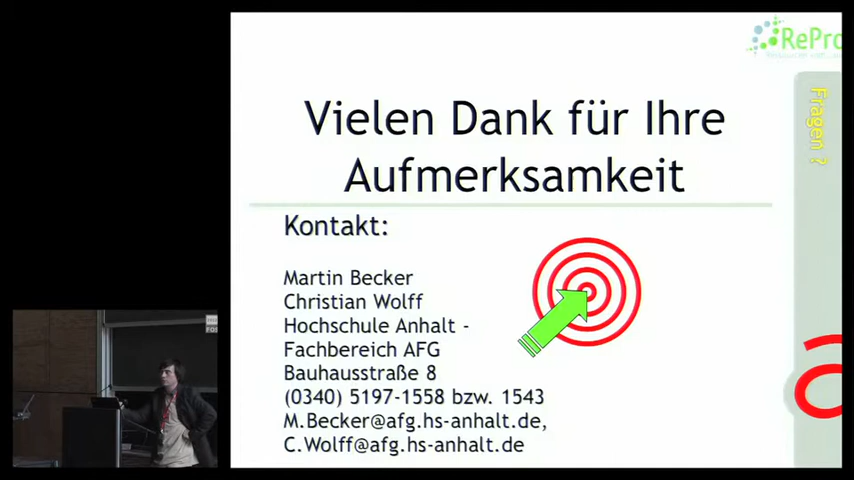 RePro
Fragen ?
Vielen Dank für Ihre
Aufmerksamkeit
Kontakt:
Martin Becker
Christian Wolff
Hochschule Anhalt -
Fachbereich AFG
Bauhausstraße 8
(0340) 5197-1558 bzw. 1543
M.Becker@afg.hs-anhalt.de,
C.Wolff@afg.hs-anhalt.de